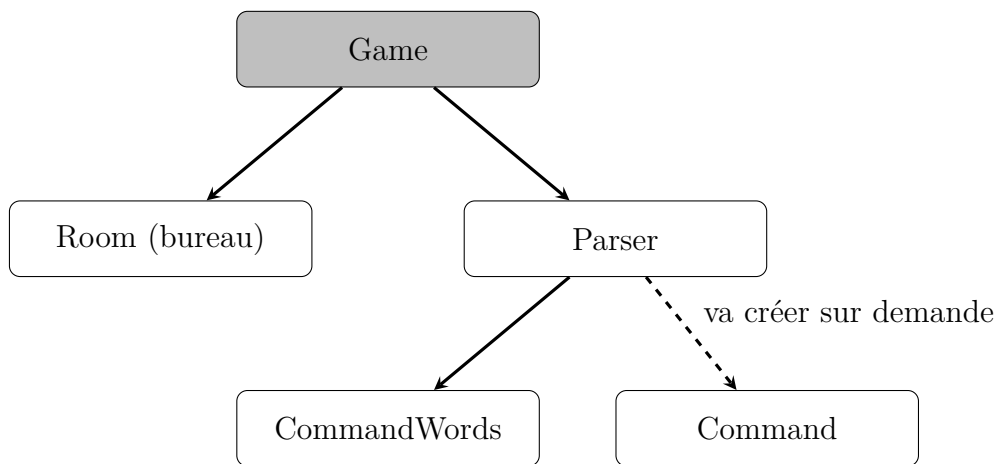 Game
Room (bureau)
Parser
va créer sur demande
CommandWords
Command